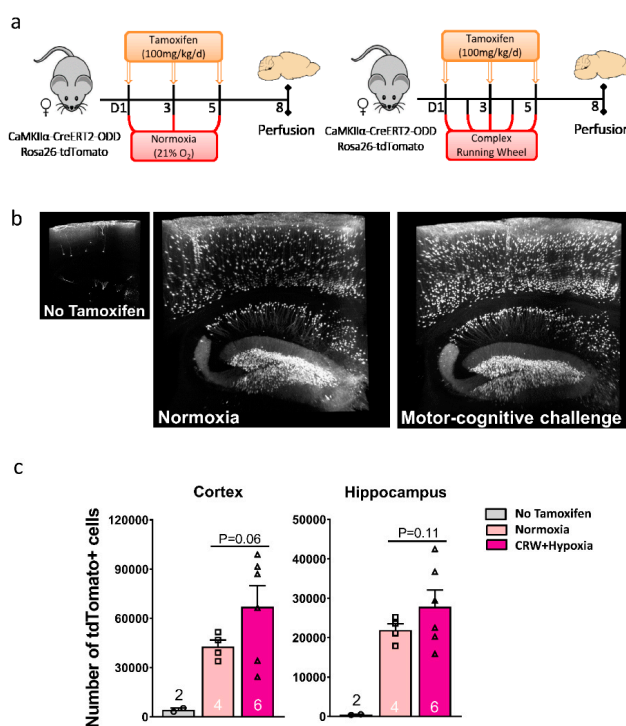 a
Tamoxifen
(100mg/kg/d)
D1 3 5 8
Perfusion
CaMKIIα-CreERT2-ODD
Rosa26-tdTomato
Normoxia
(21% O₂)
Tamoxifen
(100mg/kg/d)
D1 3 5 8
Perfusion
CaMKIIα-CreERT2-ODD
Rosa26-tdTomato
Complex
Running Wheel
b
No Tamoxifen
Normoxia
Motor-cognitive challenge
c
Number of tdTomato+ cells
Cortex
120000
90000
60000
30000
0
P=0.06
2
4
6
Hippocampus
50000
40000
30000
20000
10000
0
P=0.11
2
4
6
No Tamoxifen
Normoxia
CRW+Hypoxia